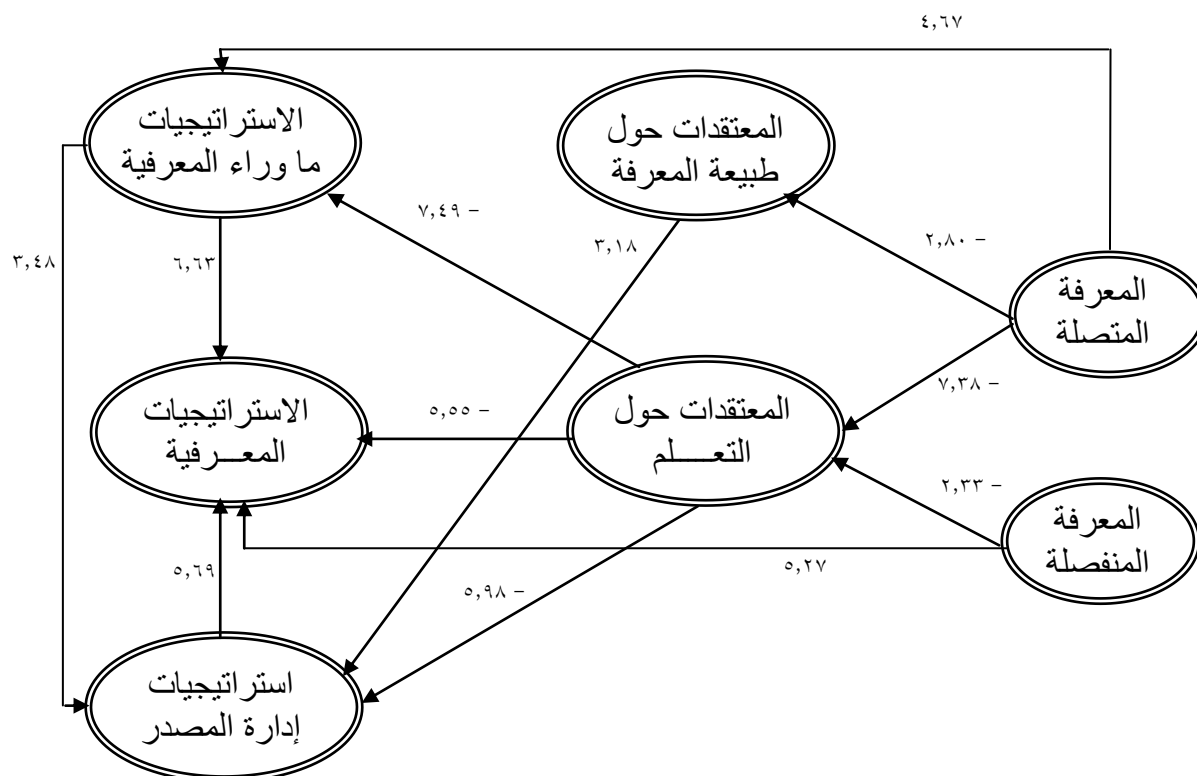 ٤,٦٧
الاستراتيجيات
ما وراء المعرفية
المعتقدات حول
طبيعة المعرفة
٧,٤٩ -
٣,١٨
٢,٨٠ -
٣,٤٨
٦,٦٣
المعرفة
المتصلة
٧,٣٨ -
الاستراتيجيات
المعـــرفية
٥,٥٥ -
المعتقدات حول
التعـــــلم
٢,٣٣ -
المعرفة
المنفصلة
٥,٢٧
٥,٦٩
٥,٩٨ -
استراتيجيات
إدارة المصدر